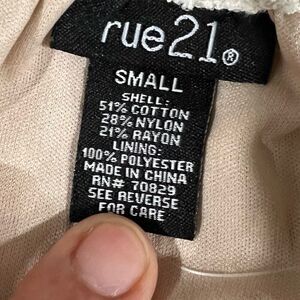 rue21®
SMALL
SHELL:
51% COTTON
28% NYLON
21% RAYON
LINING:
100% POLYESTER
MADE IN CHINA
RN# 70829
SEE REVERSE
FOR CARE